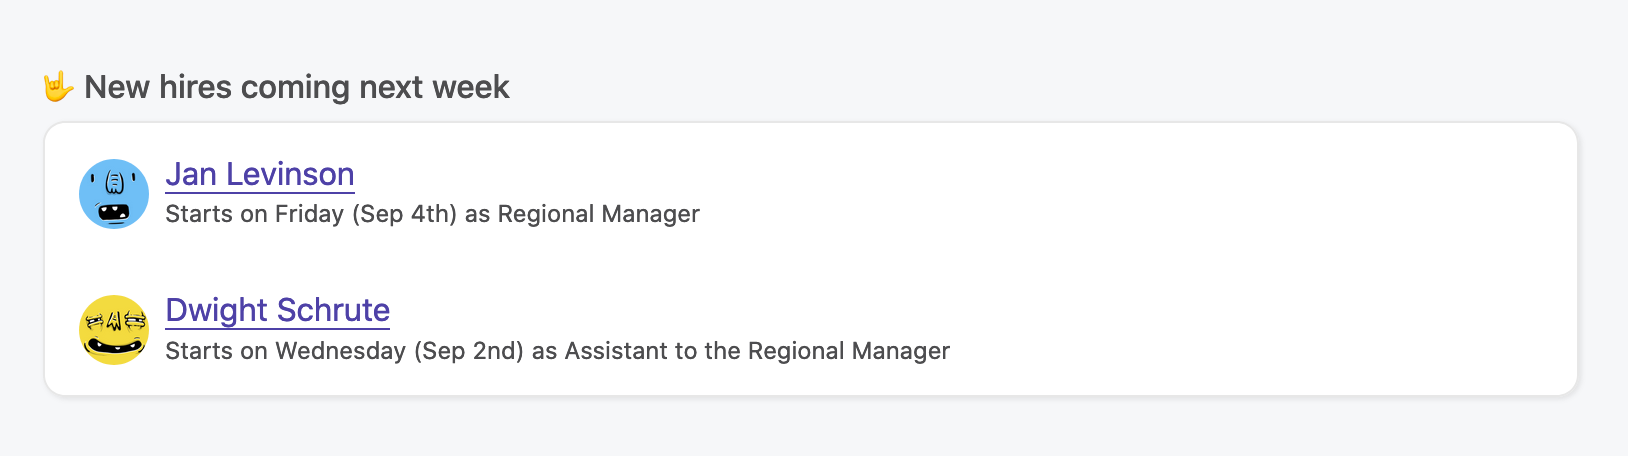 🤟 New hires coming next week
Jan Levinson
Starts on Friday (Sep 4th) as Regional Manager
Dwight Schrute
Starts on Wednesday (Sep 2nd) as Assistant to the Regional Manager